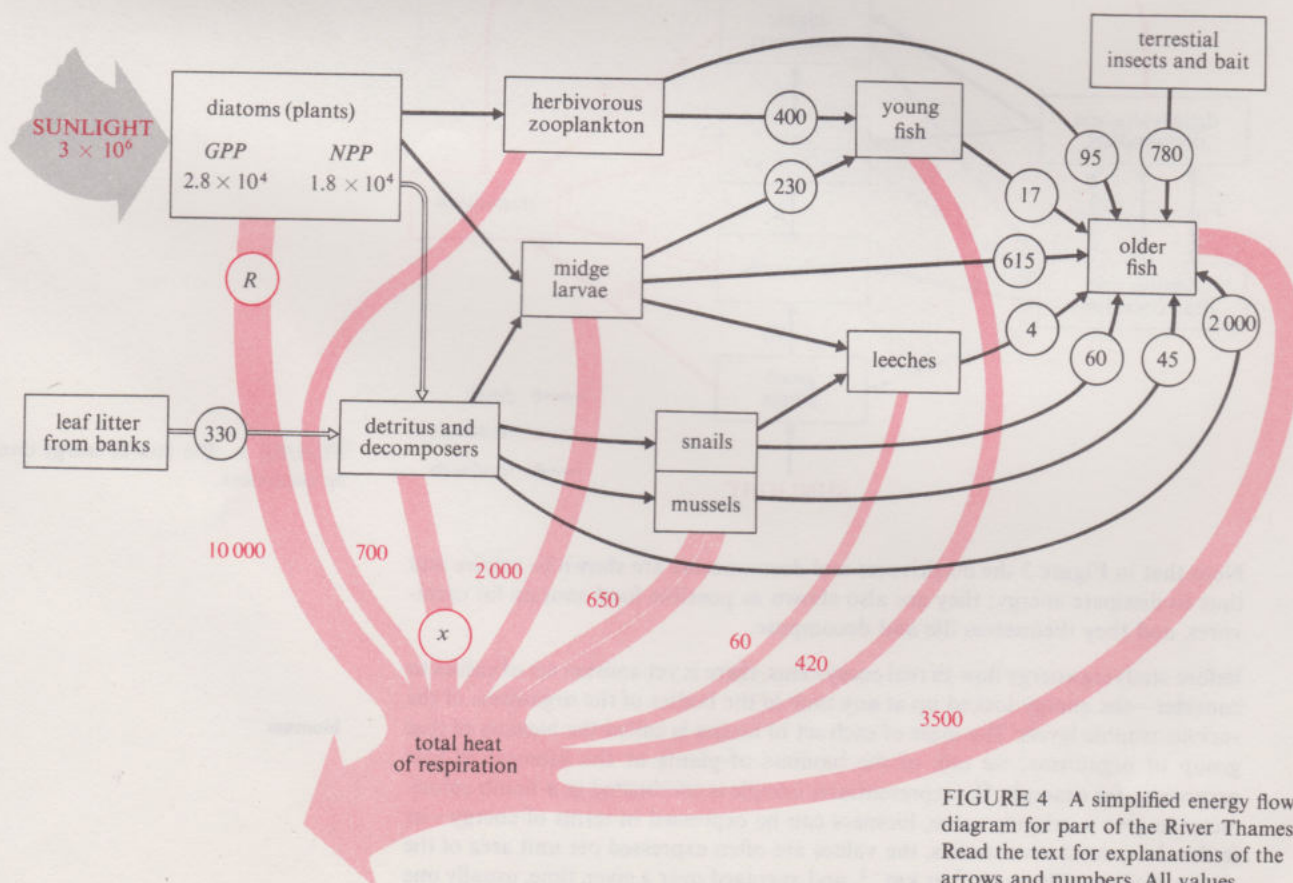 SUNLIGHT
3 × 10⁶
diatoms (plants)
GPP NPP
2.8 × 10⁴ 1.8 × 10⁴
herbivorous
zooplankton
400
young
fish
terrestial
insects and bait
95
780
230
17
R
midge
larvae
615
older
fish
4
2 000
leeches
60
45
leaf litter
from banks
330
detritus and
decomposers
snails
mussels
10 000
700
2 000
650
x
60
420
3500
total heat
of respiration
FIGURE 4 A simplified energy flow
diagram for part of the River Thames
Read the text for explanations of the
arrows and numbers. All values